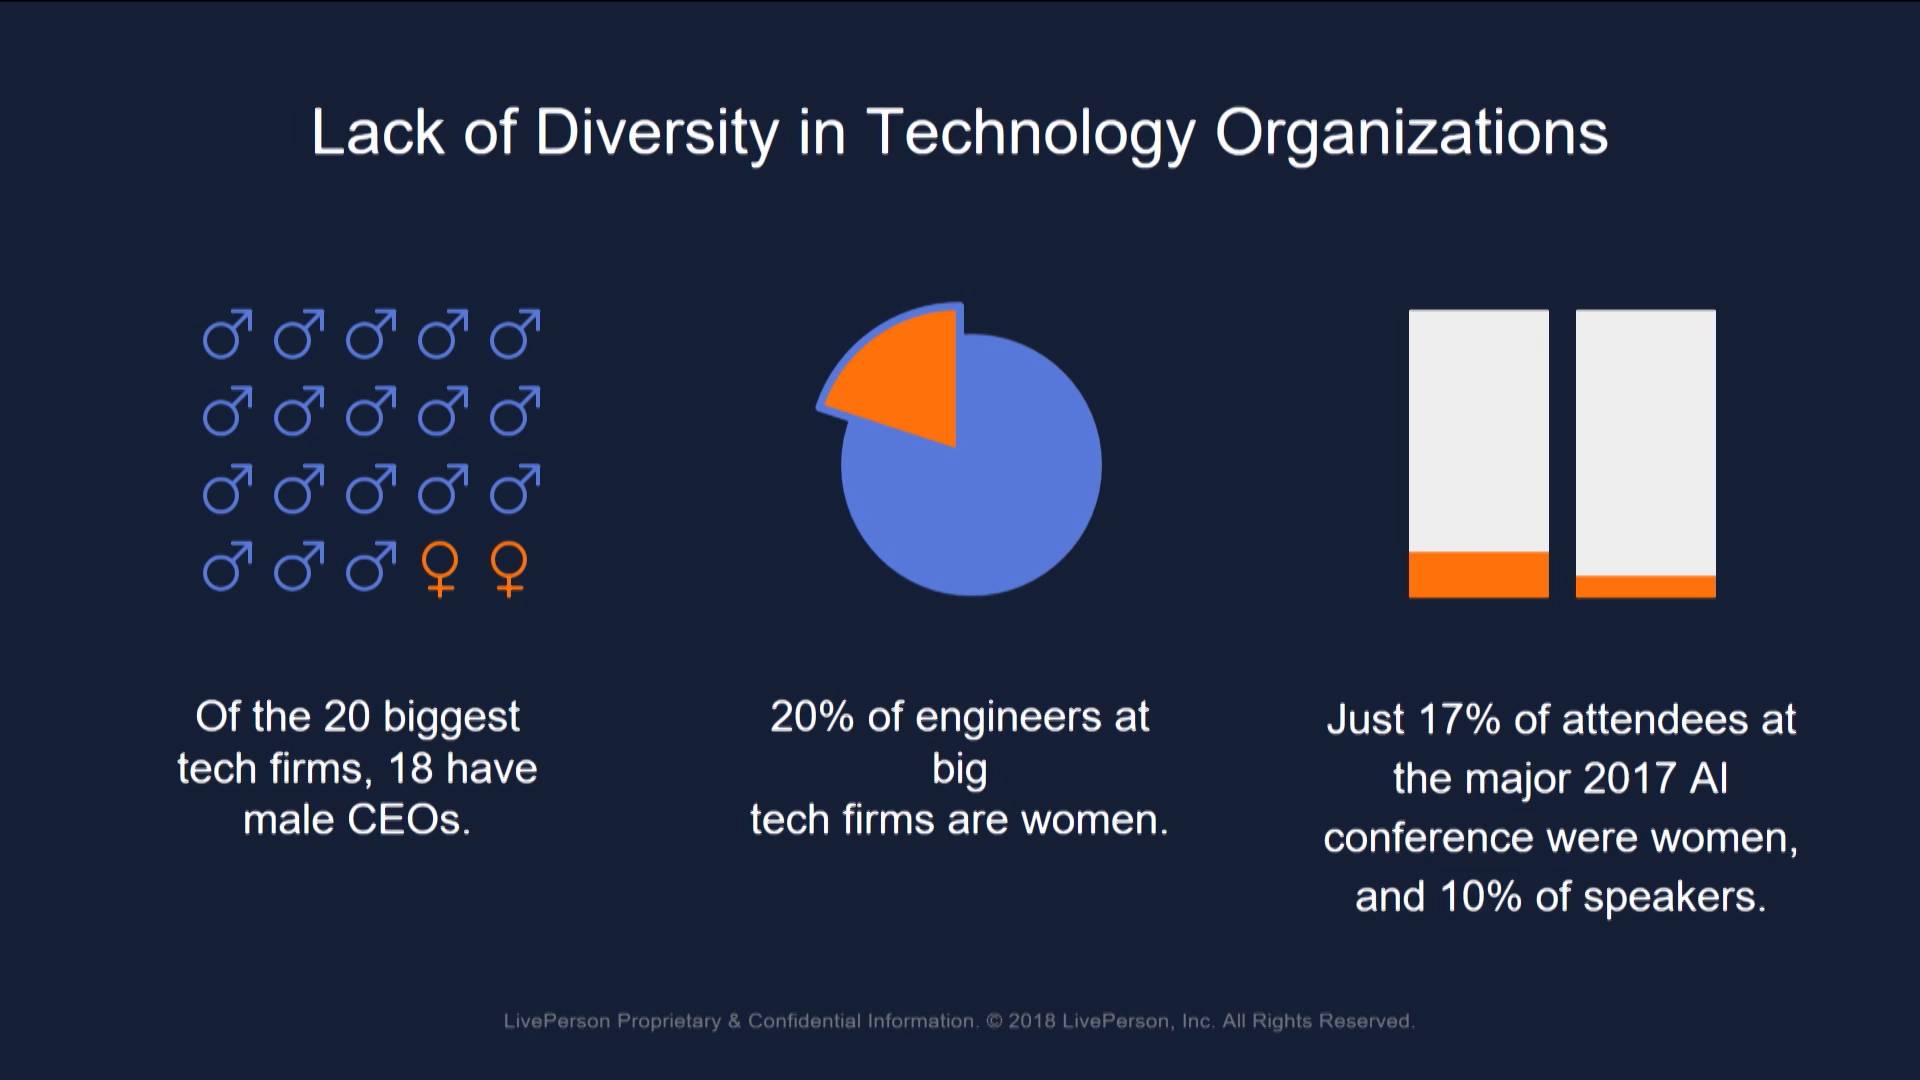 Lack of Diversity in Technology Organizations
Of the 20 biggest
tech firms, 18 have
male CEOs.
20% of engineers at
big
tech firms are women.
Just 17% of attendees at
the major 2017 AI
conference were women,
and 10% of speakers.
LivePerson Proprietary & Confidential Information. © 2018 LivePerson, Inc. All Rights Reserved.